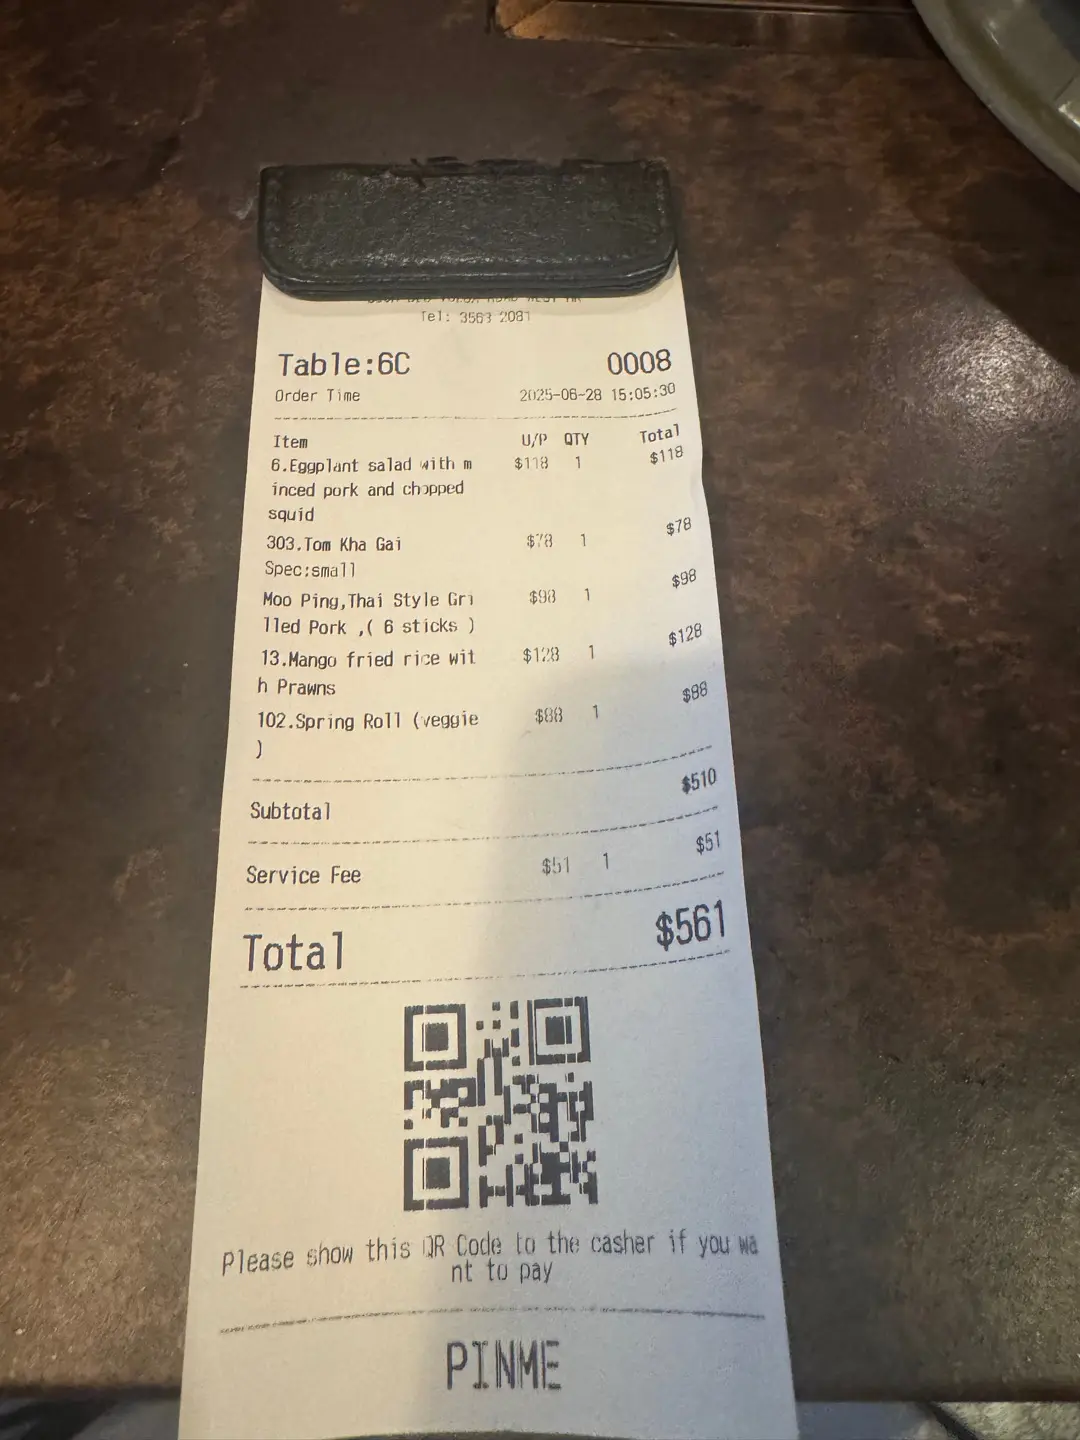 Tel: 3563 2081
Table:6C 0008
Order Time 2025-06-28 15:05:30
Item U/P QTY Total
6.Eggplant salad with m $118 1 $118
inced pork and chopped
squid
303.Tom Kha Gai $78 1 $78
Spec:small
Moo Ping,Thai Style Gri $98 1 $98
lled Pork ,( 6 sticks )
13.Mango fried rice wit $128 1 $128
h Prawns
102.Spring Roll (veggie $88 1 $88
)
Subtotal $510
Service Fee $51 1 $51
Total $561
Please show this QR Code to the casher if you wa
nt to pay
PINME